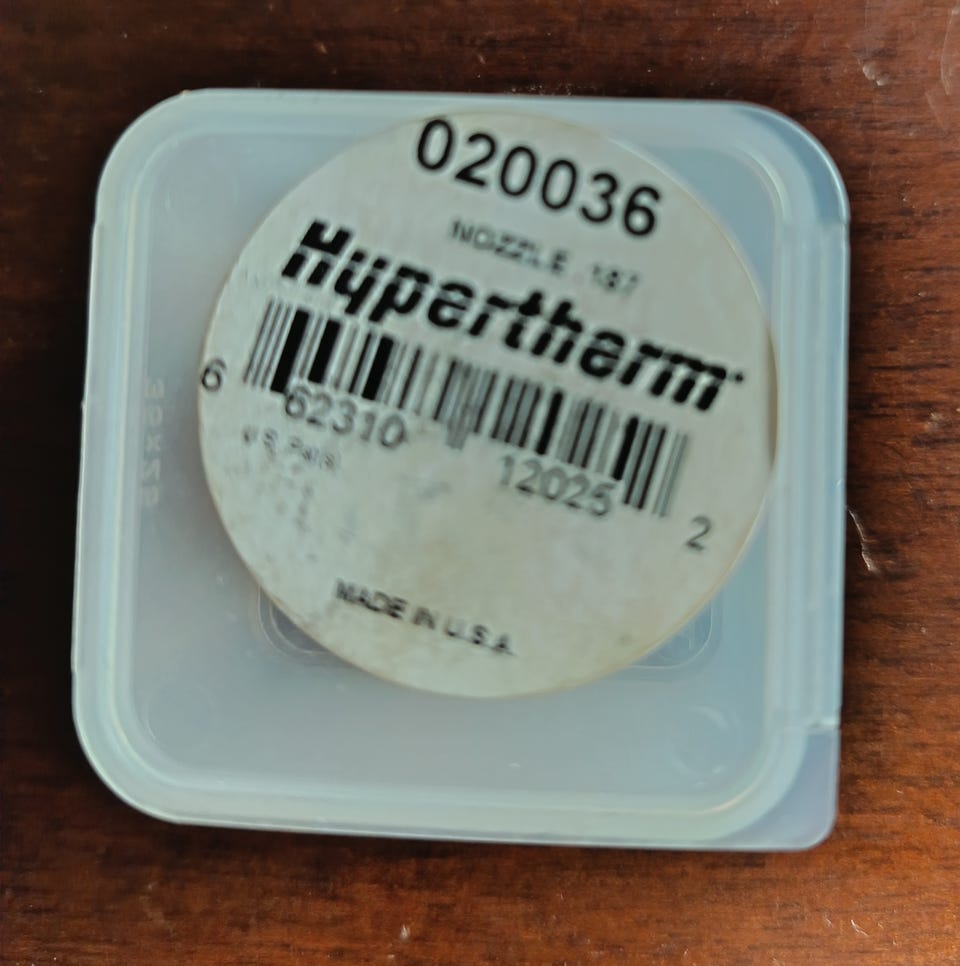 020036
NOZZLE .187
Hypertherm
6 62310 12025 2
MADE IN U.S.A.